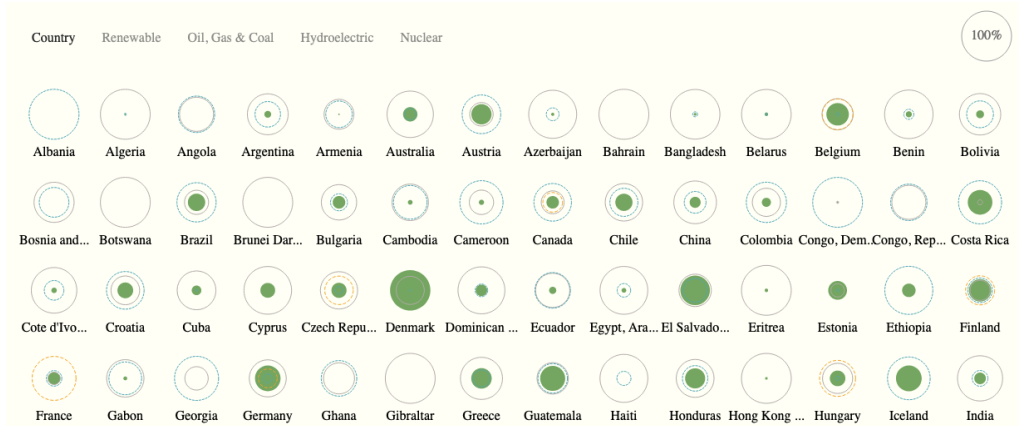 Country Renewable Oil, Gas & Coal Hydroelectric Nuclear 100%
Albania Algeria Angola Argentina Armenia Australia Austria Azerbaijan Bahrain Bangladesh Belarus Belgium Benin Bolivia
Bosnia and... Botswana Brazil Brunei Dar... Bulgaria Cambodia Cameroon Canada Chile China Colombia Congo, Dem... Congo, Rep... Costa Rica
Cote d'Ivo... Croatia Cuba Cyprus Czech Repu... Denmark Dominican ... Ecuador Egypt, Ara... El Salvado... Eritrea Estonia Ethiopia Finland
France Gabon Georgia Germany Ghana Gibraltar Greece Guatemala Haiti Honduras Hong Kong ... Hungary Iceland India